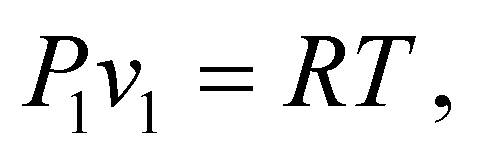 P₁v₁ = RT,